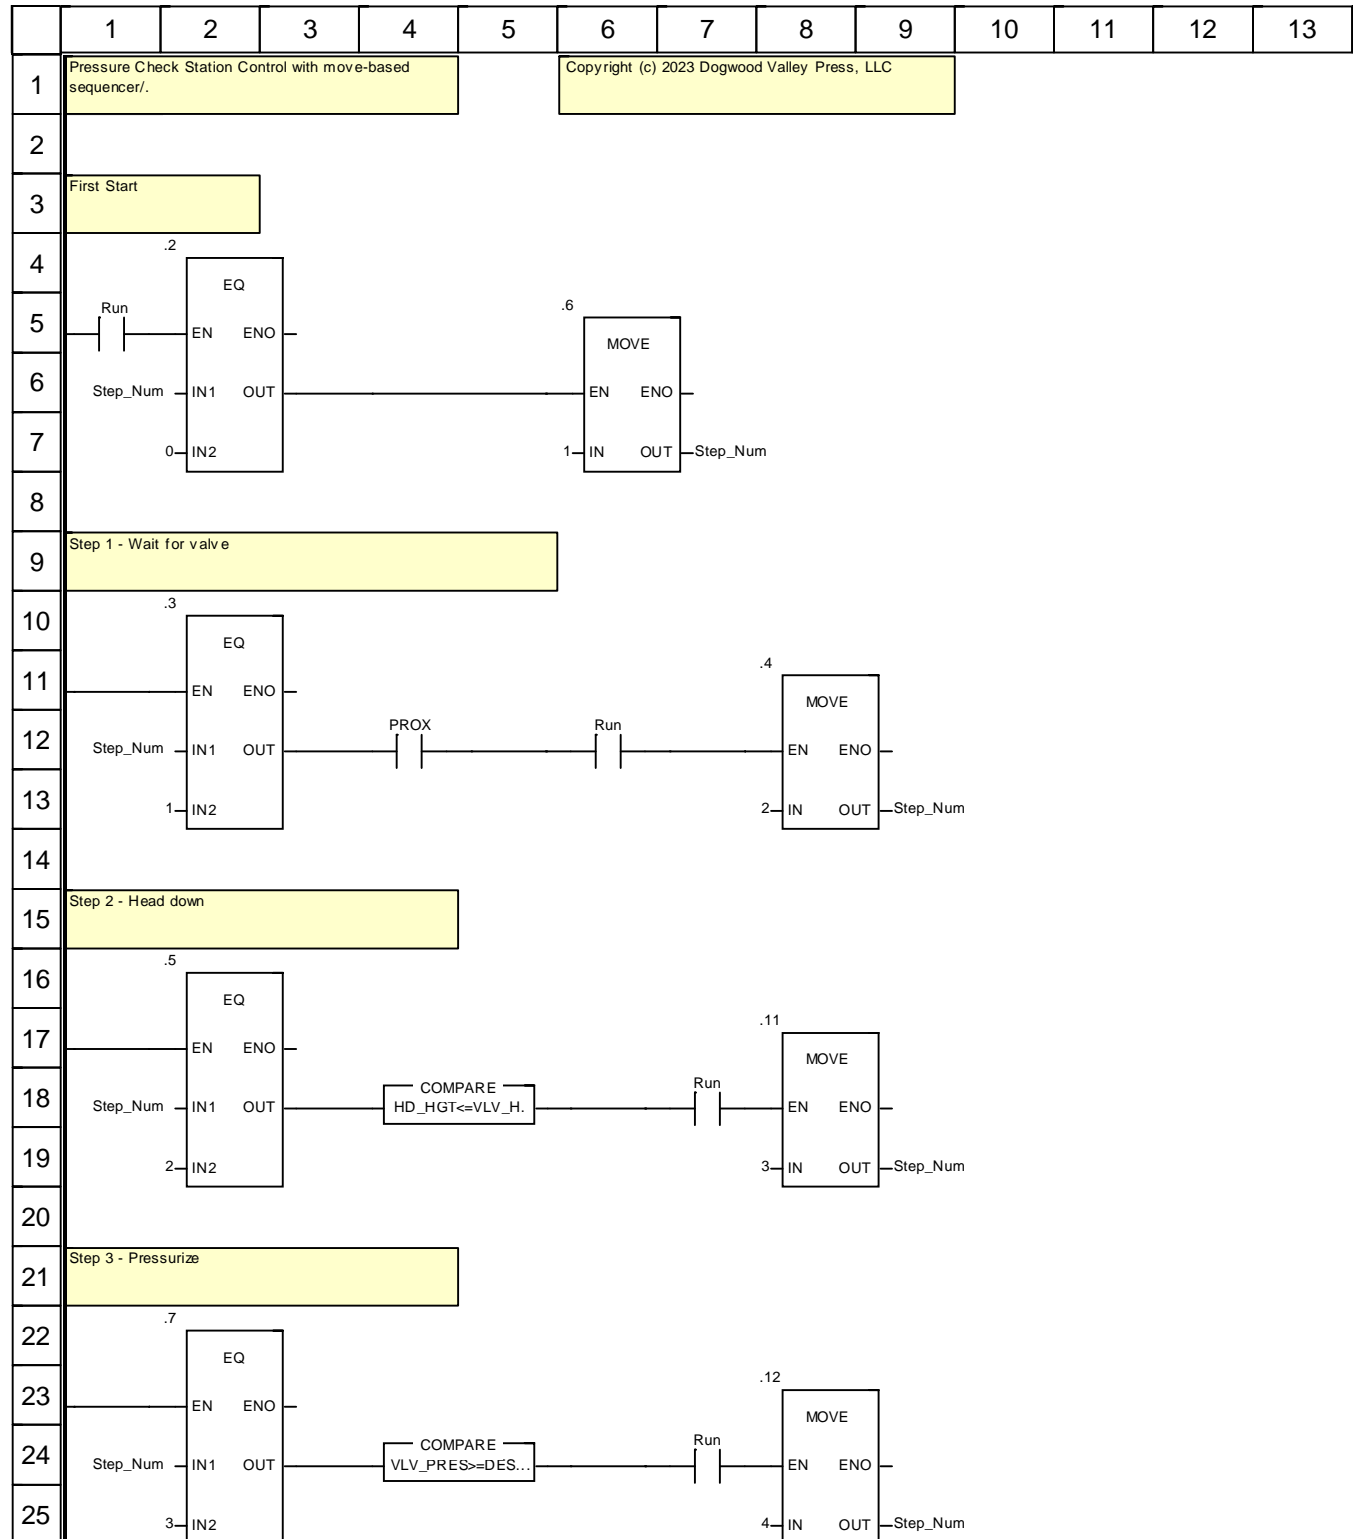 1 2 3 4 5 6 7 8 9 10 11 12 13
1
Pressure Check Station Control with move-based
sequencer/.
Copyright (c) 2023 Dogwood Valley Press, LLC
2
3
First Start
4
.2
EQ
5
Run
EN ENO
.6
MOVE
6
Step_Num IN1 OUT
EN ENO
7
0 IN2
1 IN OUT Step_Num
8
9
Step 1 - Wait for valve
10
.3
EQ
11
EN ENO
.4
MOVE
12
Step_Num IN1 OUT
PROX
Run
EN ENO
13
1 IN2
2 IN OUT Step_Num
14
15
Step 2 - Head down
16
.5
EQ
17
EN ENO
.11
MOVE
18
Step_Num IN1 OUT
COMPARE
HD_HGT<=VLV_H.
Run
EN ENO
19
2 IN2
3 IN OUT Step_Num
20
21
Step 3 - Pressurize
22
.7
EQ
23
EN ENO
.12
MOVE
24
Step_Num IN1 OUT
COMPARE
VLV_PRES>=DES...
Run
EN ENO
25
3 IN2
4 IN OUT Step_Num